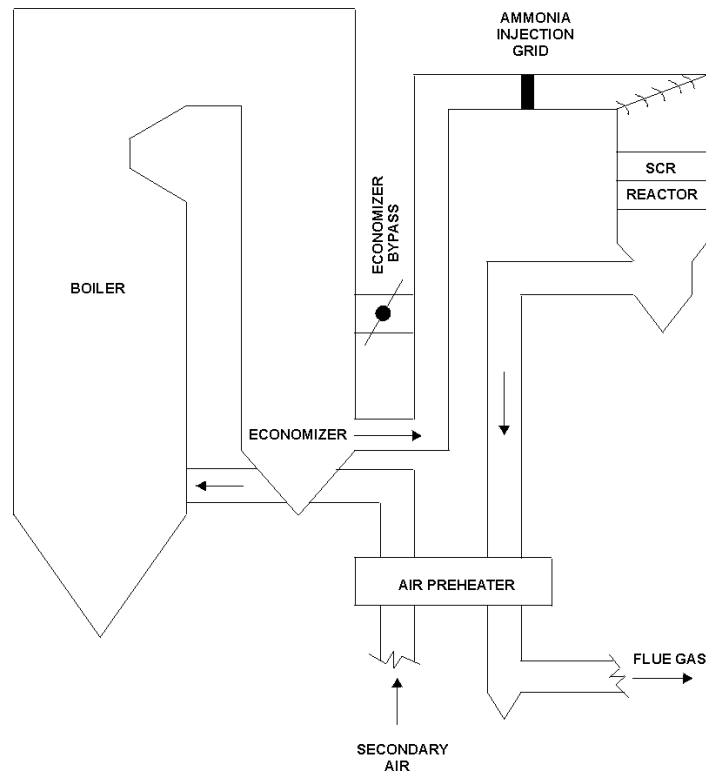 AMMONIA
INJECTION
GRID
SCR
REACTOR
ECONOMIZER
BYPASS
BOILER
ECONOMIZER
AIR PREHEATER
FLUE GAS
SECONDARY
AIR